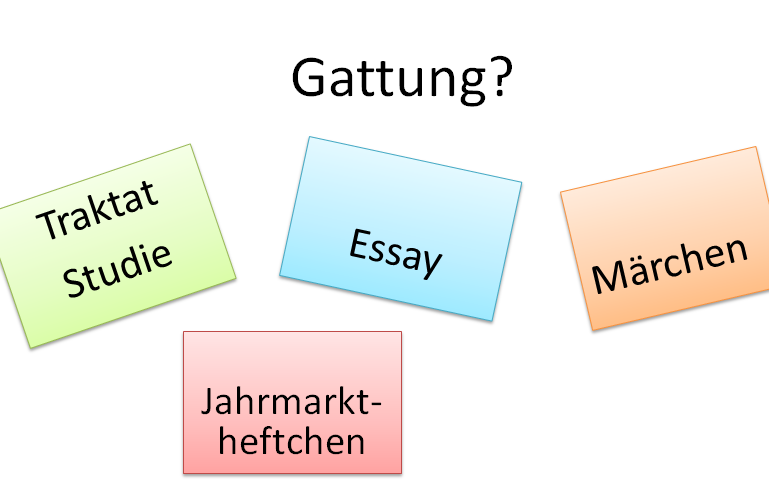 Gattung?
Traktat
Studie
Essay
Märchen
Jahrmarkt-
heftchen